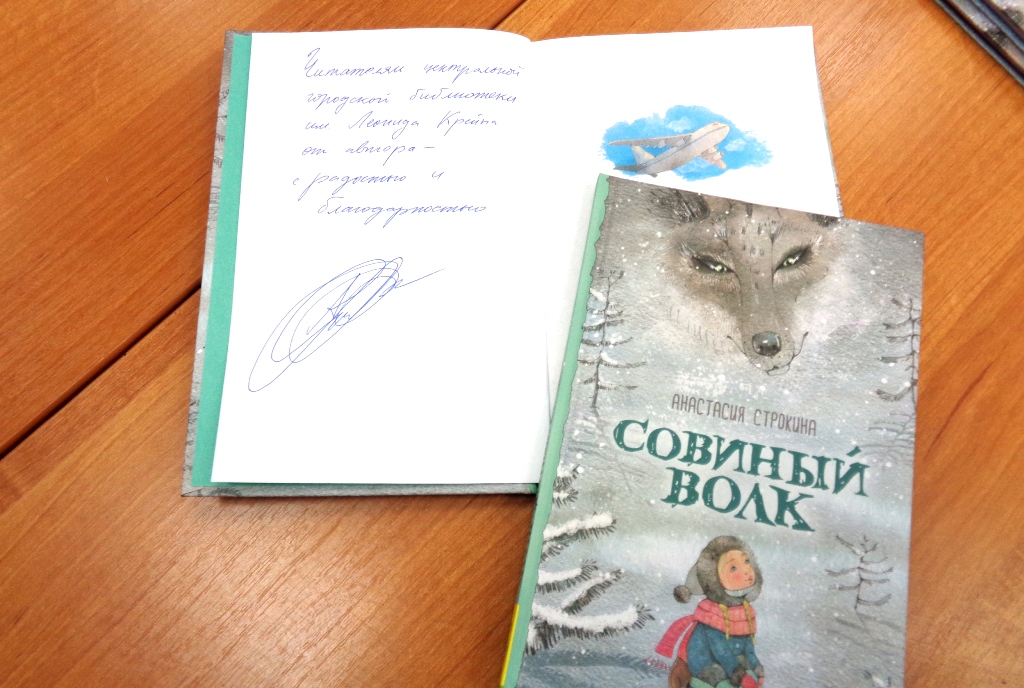 Читателям центральной
городской библиотеки
им Леонида Крейна
от автора –
с радостью и
благодарностью
АНАСТАСИЯ СТРОКИНА
СОВИНЫЙ
ВОЛК